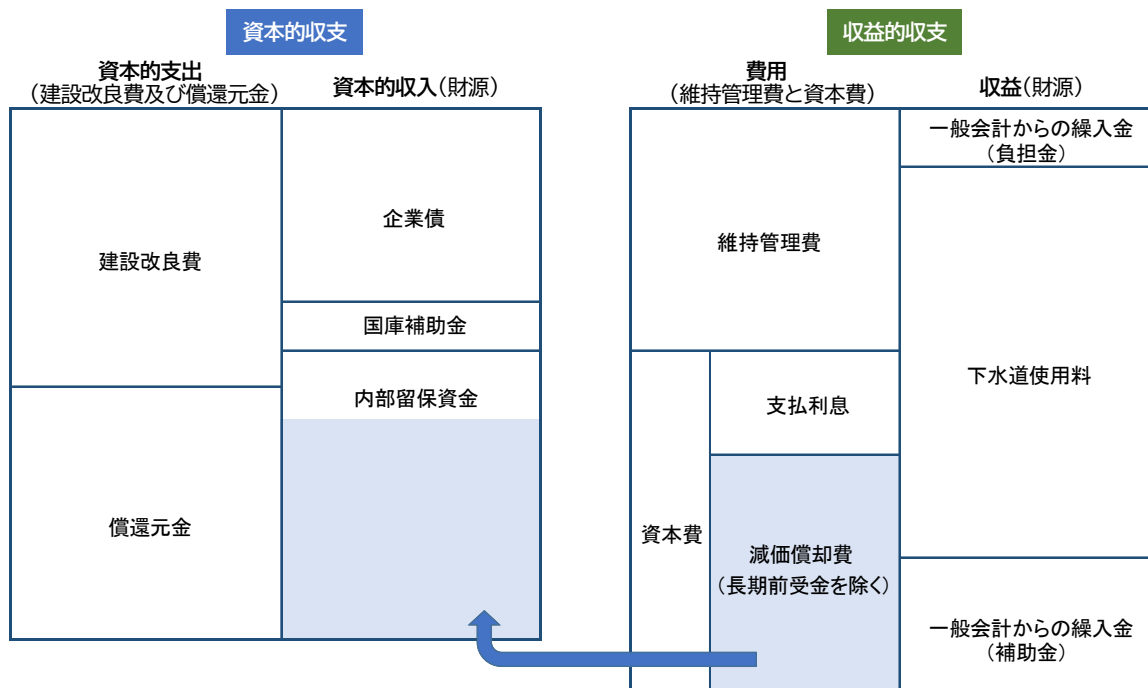 資本的収支
資本的支出
（建設改良費及び償還元金）
資本的収入（財源）
建設改良費
償還元金
企業債
国庫補助金
内部留保資金
収益的収支
費用
（維持管理費と資本費）
収益（財源）
維持管理費
資本費
支払利息
減価償却費
（長期前受金を除く）
一般会計からの繰入金
（負担金）
下水道使用料
一般会計からの繰入金
（補助金）